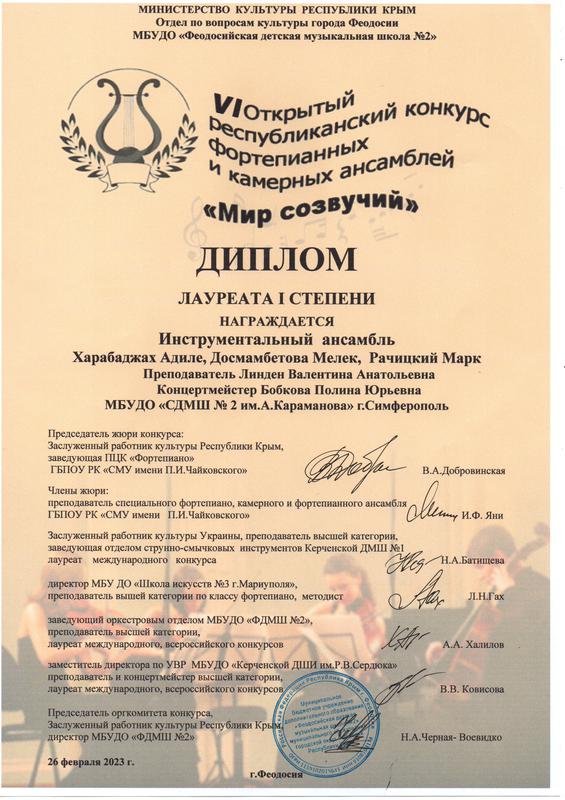 МИНИСТЕРСТВО КУЛЬТУРЫ РЕСПУБЛИКИ КРЫМ
Отдел по вопросам культуры города Феодосии
МБУДО «Феодосийская детская музыкальная школа №2»
VI Открытый
республиканский конкурс
фортепианных
и камерных ансамблей
«Мир созвучий»
ДИПЛОМ
ЛАУРЕАТА I СТЕПЕНИ
НАГРАЖДАЕТСЯ
Инструментальный ансамбль
Харабаджах Адиле, Досмамбетова Мелек, Рачицкий Марк
Преподаватель Линден Валентина Анатольевна
Концертмейстер Бобкова Полина Юрьевна
МБУДО «СДМШ № 2 им.А.Караманова» г.Симферополь
Председатель жюри конкурса:
Заслуженный работник культуры Республики Крым,
заведующая ПЦК «Фортепиано»
ГБПОУ РК «СМУ имени П.И.Чайковского»
В.А.Добровинская
Члены жюри:
преподаватель специального фортепиано, камерного и фортепианного ансамбля
ГБПОУ РК «СМУ имени П.И.Чайковского»
И.Ф. Яни
Заслуженный работник культуры Украины, преподаватель высшей категории,
заведующая отделом струнно-смычковых инструментов Керченской ДМШ №1
лауреат международного конкурса
Н.А.Батищева
директор МБУ ДО «Школа искусств №3 г.Мариуполя»,
преподаватель вышей категории по классу фортепиано, методист
Л.Н.Гах
заведующий оркестровым отделом МБУДО «ФДМШ №2»,
преподаватель высшей категории,
лауреат международного, всероссийского конкурсов
А.А. Халилов
заместитель директора по УВР МБУДО «Керченской ДШИ им.Р.В.Сердюка»
преподаватель и концертмейстер высшей категории,
лауреат международного, всероссийского конкурсов
В.В. Ковисова
Председатель оргкомитета конкурса,
Заслуженный работник культуры Республики Крым
директор МБУДО «ФДМШ №2»
Н.А.Черная- Воевидко
26 февраля 2023 г.
г.Феодосия